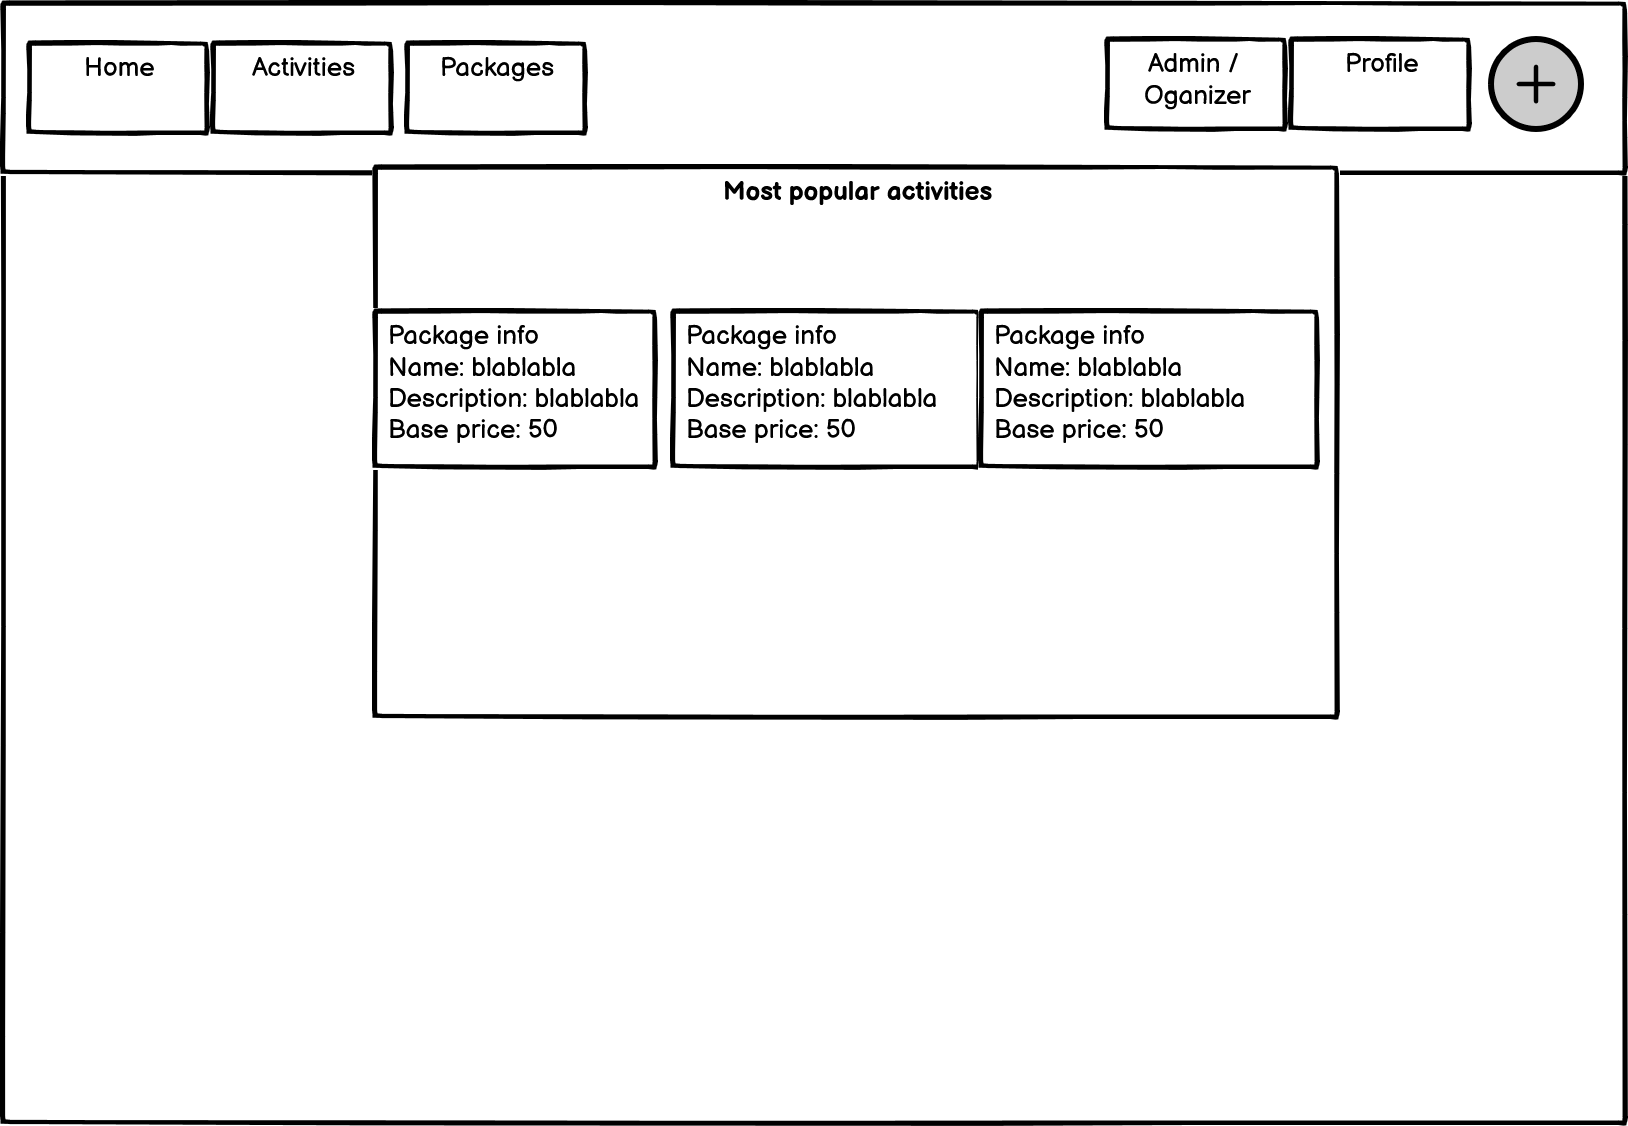 Home
Activities
Packages
Admin /
Oganizer
Profile
+
Most popular activities
Package info
Name: blablabla
Description: blablabla
Base price: 50
Package info
Name: blablabla
Description: blablabla
Base price: 50
Package info
Name: blablabla
Description: blablabla
Base price: 50